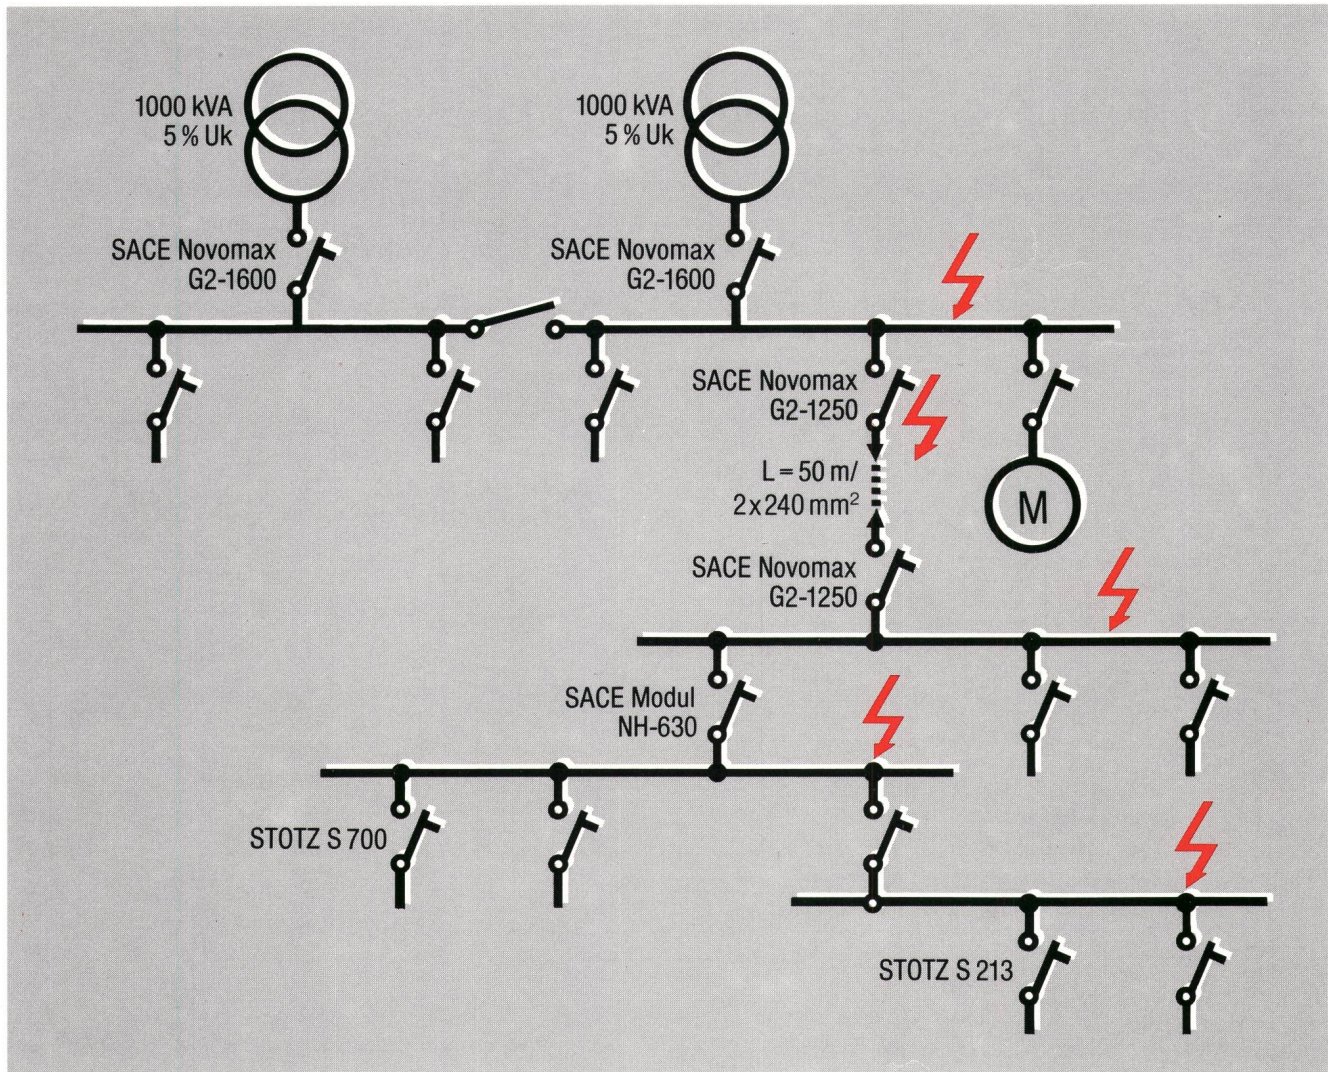 1000 kVA
5 % Uk
1000 kVA
5 % Uk
SACE Novomax
G2-1600
SACE Novomax
G2-1600
SACE Novomax
G2-1250
L = 50 m/
2 x 240 mm²
M
SACE Novomax
G2-1250
SACE Modul
NH-630
STOTZ S 700
STOTZ S 213